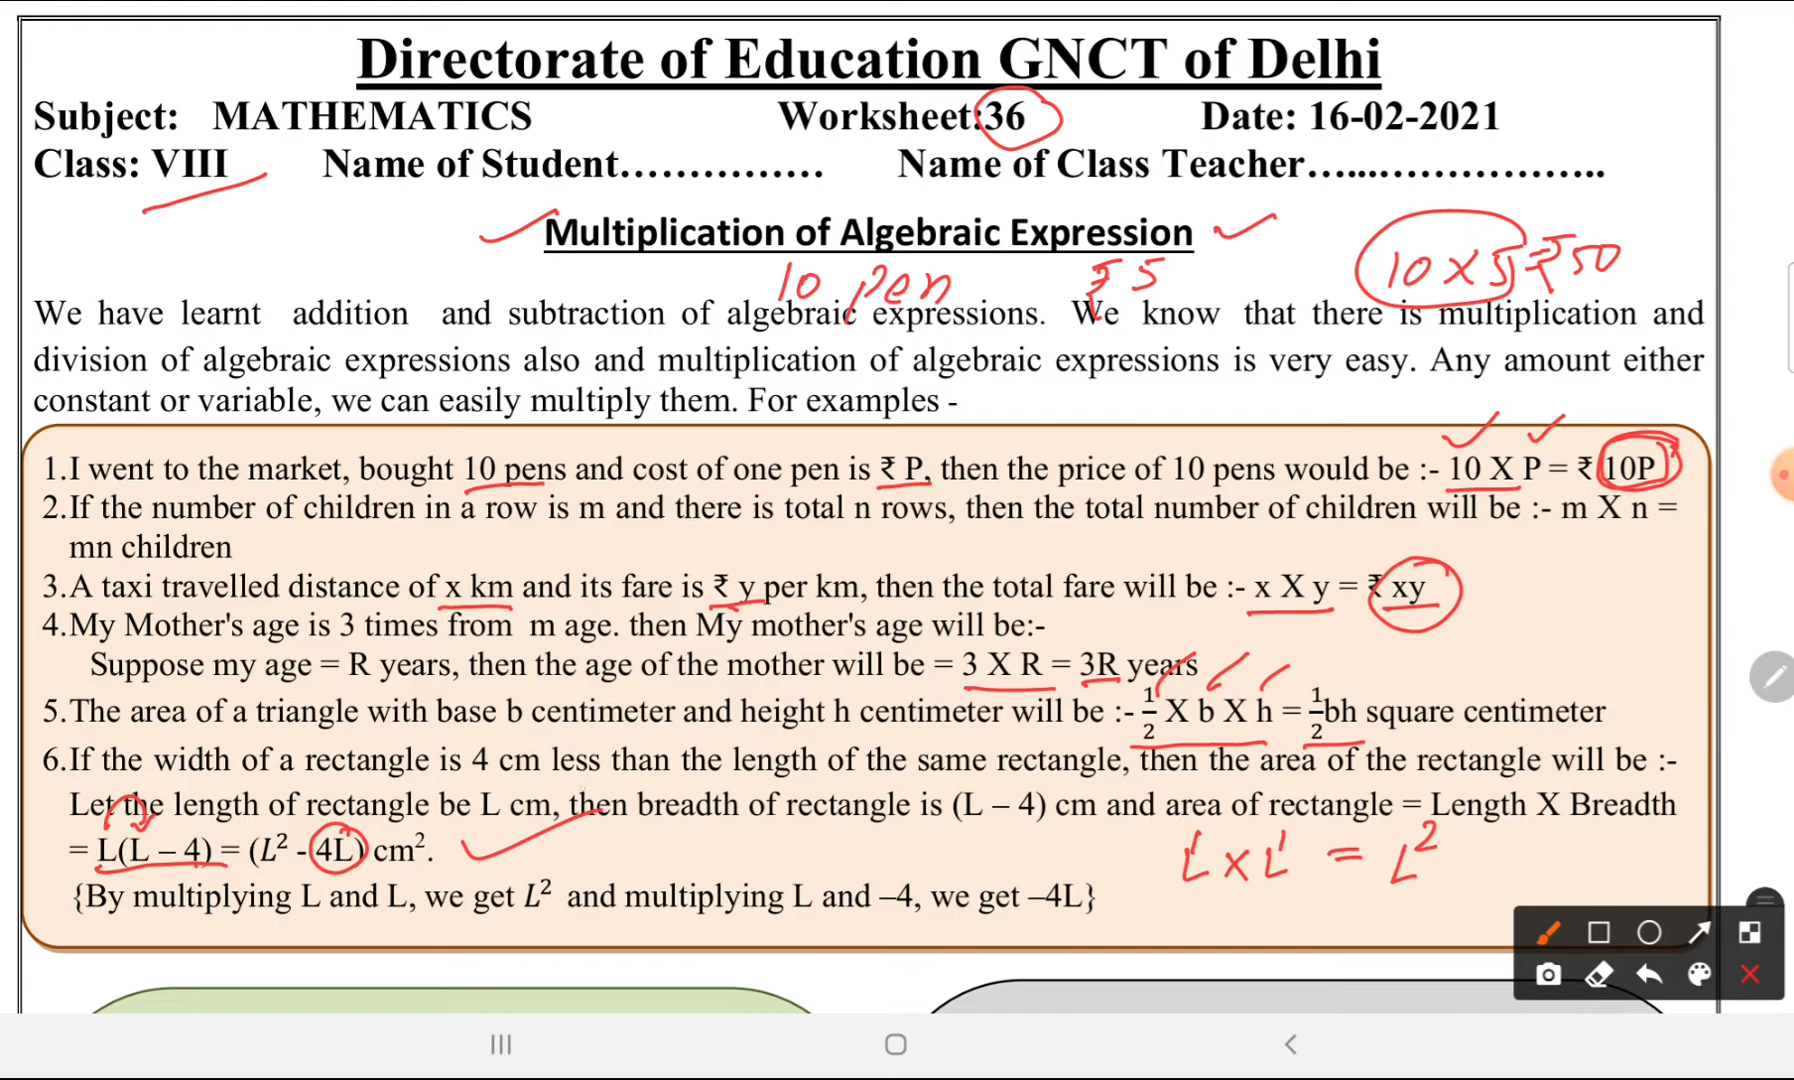 Directorate of Education GNCT of Delhi
Subject: MATHEMATICS Worksheet:36 Date: 16-02-2021
Class: VIII Name of Student............... Name of Class Teacher......................
Multiplication of Algebraic Expression
10 pen ₹5 10 x 5 ₹50
We have learnt addition and subtraction of algebraic expressions. We know that there is multiplication and
division of algebraic expressions also and multiplication of algebraic expressions is very easy. Any amount either
constant or variable, we can easily multiply them. For examples -
1.I went to the market, bought 10 pens and cost of one pen is ₹ P, then the price of 10 pens would be :- 10 X P = ₹ 10P
2.If the number of children in a row is m and there is total n rows, then the total number of children will be :- m X n =
mn children
3.A taxi travelled distance of x km and its fare is ₹ y per km, then the total fare will be :- x X y = ₹ xy
4.My Mother's age is 3 times from m age. then My mother's age will be:-
Suppose my age = R years, then the age of the mother will be = 3 X R = 3R years
5.The area of a triangle with base b centimeter and height h centimeter will be :- 1/2 X b X h = 1/2 bh square centimeter
6.If the width of a rectangle is 4 cm less than the length of the same rectangle, then the area of the rectangle will be :-
Let the length of rectangle be L cm, then breadth of rectangle is (L – 4) cm and area of rectangle = Length X Breadth
= L(L – 4) = (L² - 4L) cm².
L x L = L²
{By multiplying L and L, we get L² and multiplying L and –4, we get –4L}